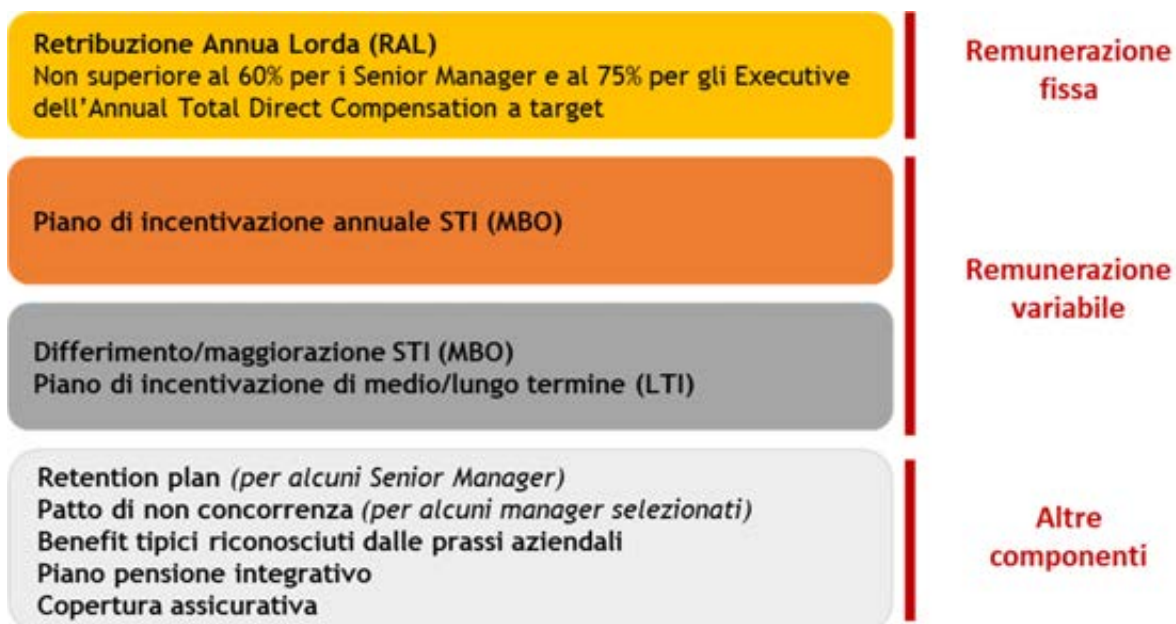 Retribuzione Annua Lorda (RAL)
Non superiore al 60% per i Senior Manager e al 75% per gli Executive
dell'Annual Total Direct Compensation a target
Remunerazione
fissa
Piano di incentivazione annuale STI (MBO)
Differimento/maggiorazione STI (MBO)
Piano di incentivazione di medio/lungo termine (LTI)
Remunerazione
variabile
Retention plan (per alcuni Senior Manager)
Patto di non concorrenza (per alcuni manager selezionati)
Benefit tipici riconosciuti dalle prassi aziendali
Piano pensione integrativo
Copertura assicurativa
Altre
componenti